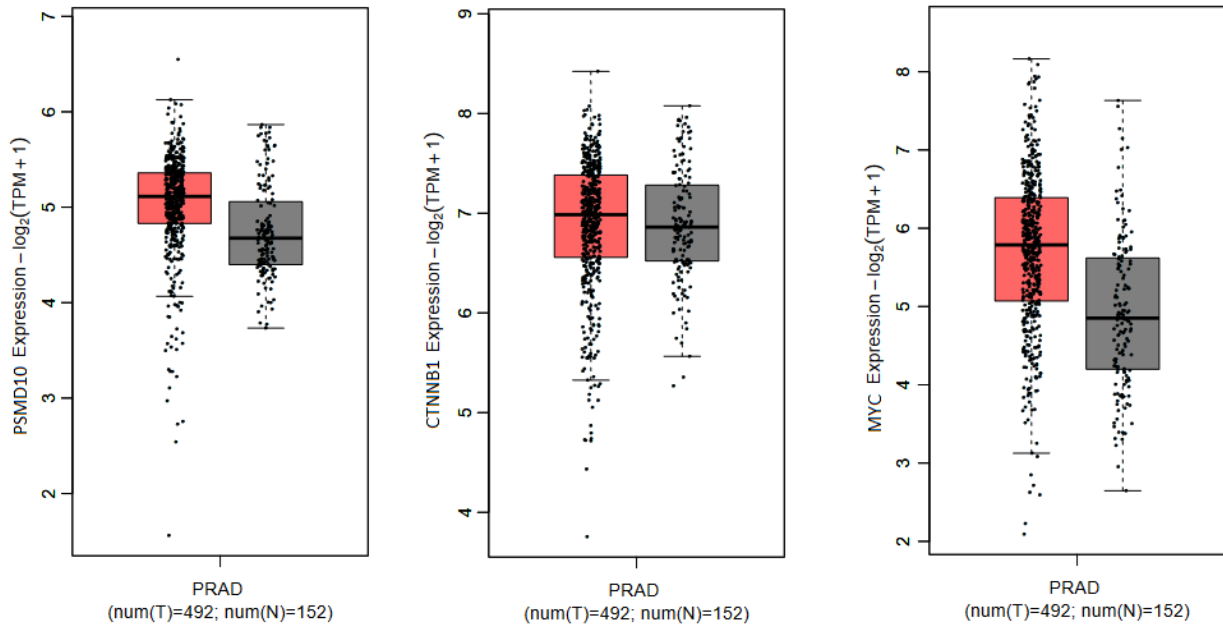 PSMD10 Expression – log₂(TPM + 1)
7
6
5
4
3
2
PRAD
(num(T)=492; num(N)=152)
CTNNB1 Expression – log₂(TPM + 1)
9
8
7
6
5
4
PRAD
(num(T)=492; num(N)=152)
MYC Expression – log₂(TPM + 1)
8
7
6
5
4
3
2
PRAD
(num(T)=492; num(N)=152)